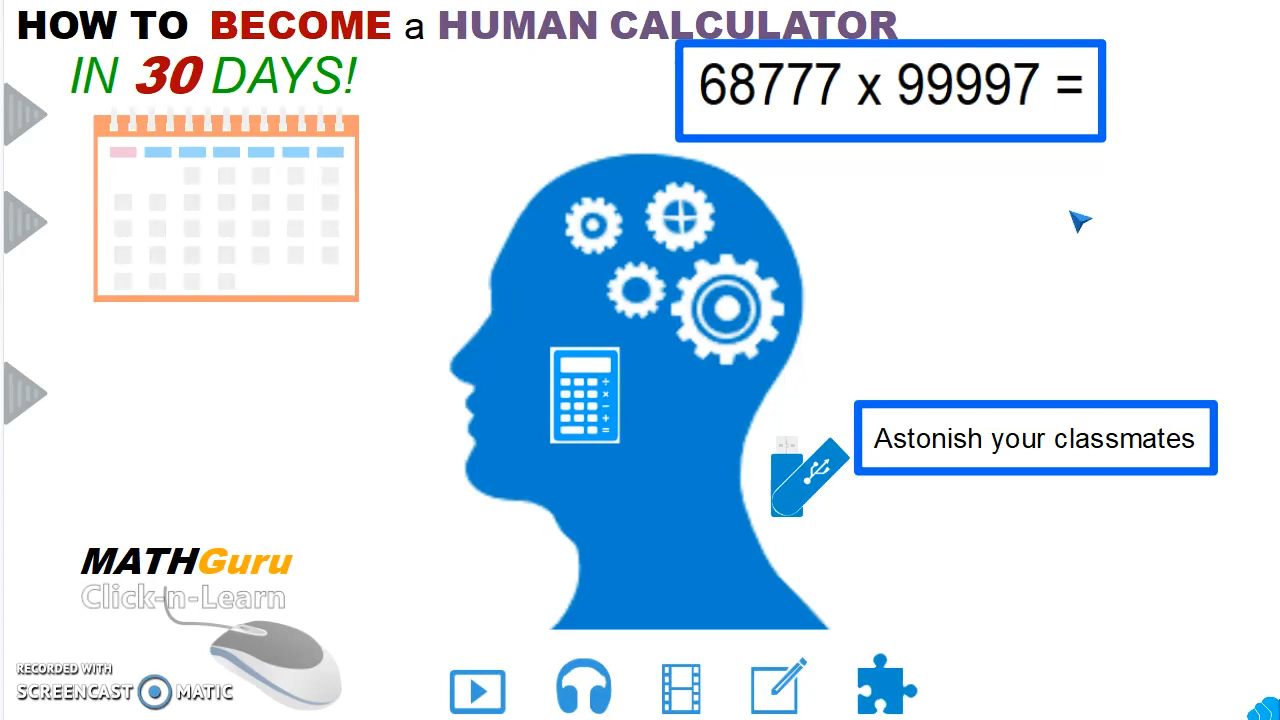 HOW TO BECOME a HUMAN CALCULATOR
IN 30 DAYS!
68777 x 99997 =
Astonish your classmates
MATHGuru
Click-n-Learn
RECORDED WITH
SCREENCAST MATIC